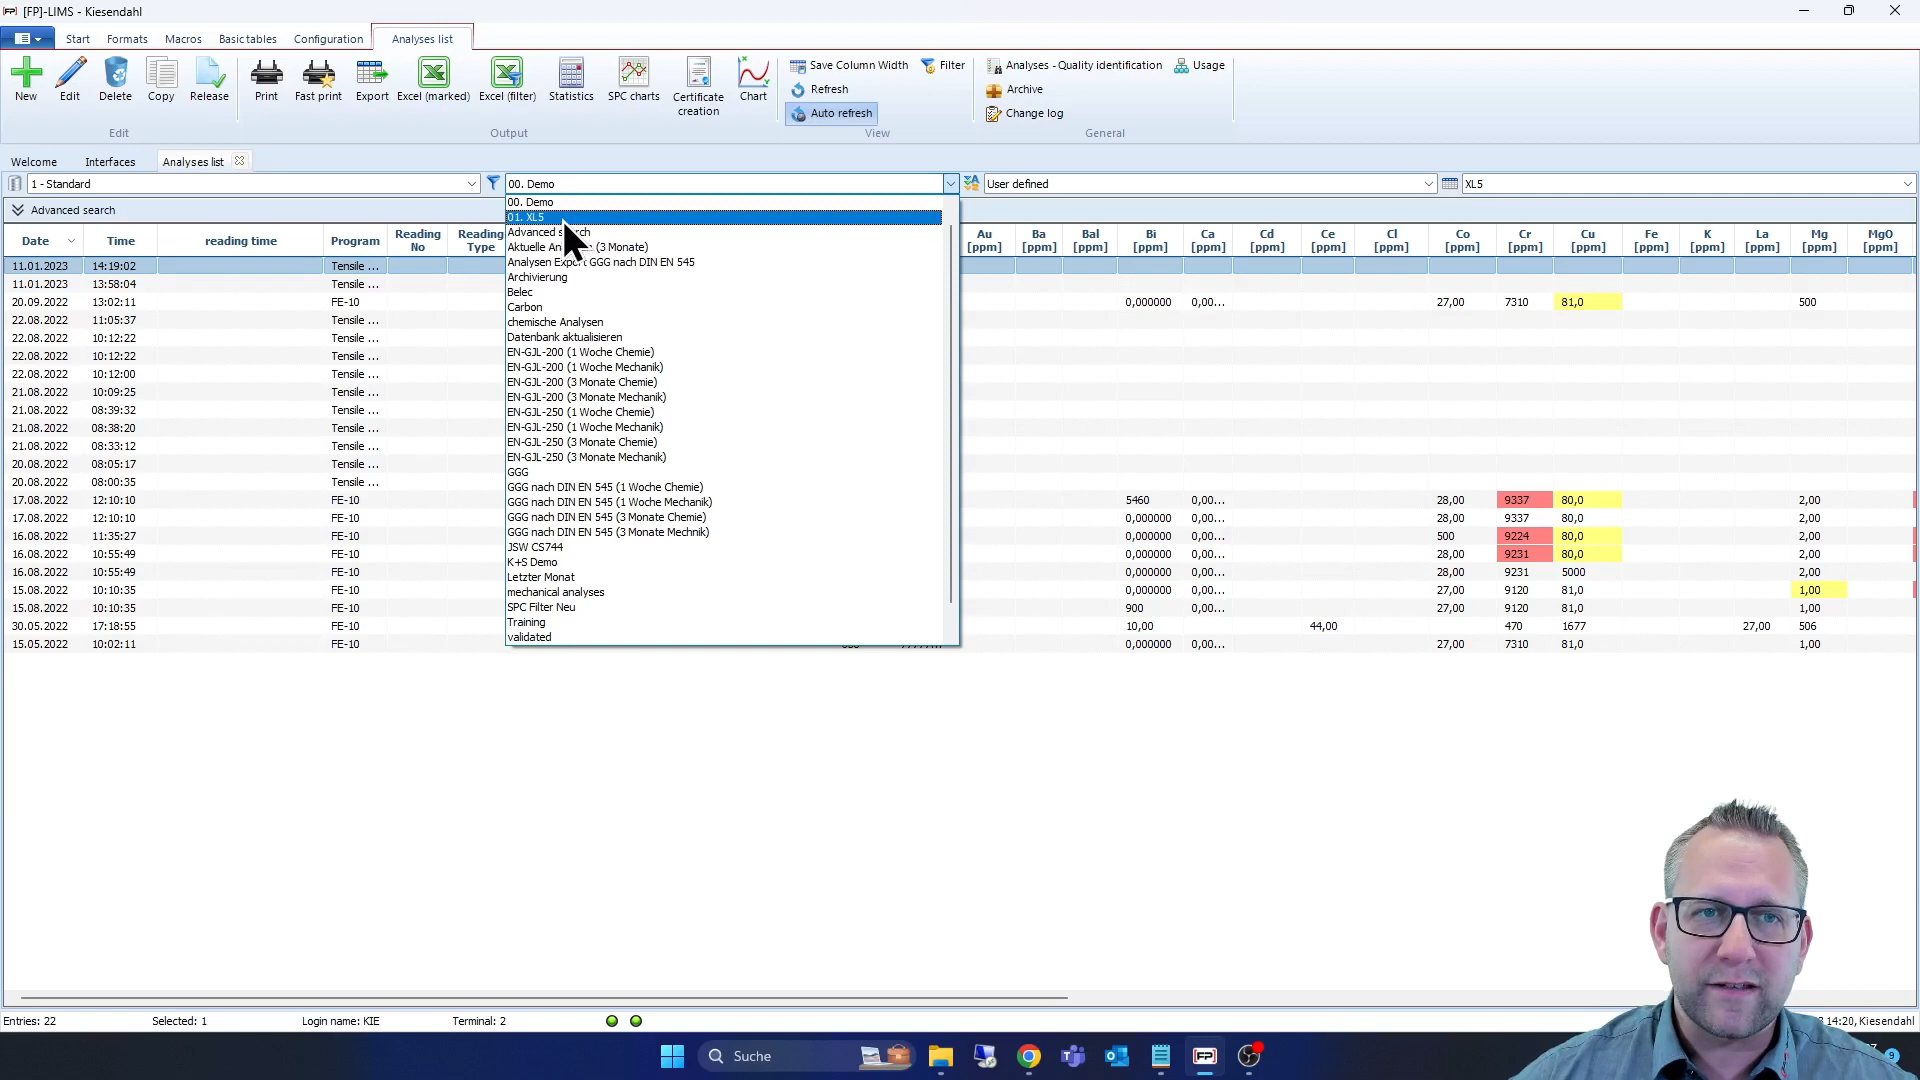 [FP]-LIMS - Kiesendahl
Start Formats Macros Basic tables Configuration Analyses list
New Edit Delete Copy Release Print Fast print Export Excel (marked) Excel (filter) Statistics SPC charts Certificate creation Chart
Save Column Width Filter Analyses - Quality identification Usage
Refresh Archive
Auto refresh Change log
Edit Output View General
Welcome Interfaces Analyses list
1 - Standard 00. Demo User defined XL5
Advanced search
Date Time reading time Program Reading No Reading Type Au [ppm] Ba [ppm] Bal [ppm] Bi [ppm] Ca [ppm] Cd [ppm] Ce [ppm] Cl [ppm] Co [ppm] Cr [ppm] Cu [ppm] Fe [ppm] K [ppm] La [ppm] Mg [ppm] MgO [ppm]
00. Demo
01. XL5
Advanced
Aktuelle (3 Monate)
Analysen GGG nach DIN EN 545
Archivierung
Belec
Carbon
chemische Analysen
Datenbank aktualisieren
EN-GJL-200 (1 Woche Chemie)
EN-GJL-200 (1 Woche Mechanik)
EN-GJL-200 (3 Monate Chemie)
EN-GJL-200 (3 Monate Mechanik)
EN-GJL-250 (1 Woche Chemie)
EN-GJL-250 (1 Woche Mechanik)
EN-GJL-250 (3 Monate Chemie)
EN-GJL-250 (3 Monate Mechanik)
GGG
GGG nach DIN EN 545 (1 Woche Chemie)
GGG nach DIN EN 545 (1 Woche Mechanik)
GGG nach DIN EN 545 (3 Monate Chemie)
GGG nach DIN EN 545 (3 Monate Mechnik)
JSW CS744
K+S Demo
Letzter Monat
mechanical analyses
SPC Filter Neu
Training
validated
11.01.2023 14:19:02 Tensile ...
11.01.2023 13:58:04 Tensile ...
20.09.2022 13:02:11 FE-10 0,000000 0,00... 27,00 7310 81,0 500
22.08.2022 11:05:37 Tensile ...
22.08.2022 10:12:22 Tensile ...
22.08.2022 10:12:22 Tensile ...
22.08.2022 10:12:00 Tensile ...
21.08.2022 10:09:25 Tensile ...
21.08.2022 08:39:32 Tensile ...
21.08.2022 08:38:20 Tensile ...
21.08.2022 08:33:12 Tensile ...
20.08.2022 08:05:17 Tensile ...
20.08.2022 08:00:35 Tensile ...
17.08.2022 12:10:10 FE-10 5460 0,00... 28,00 9337 80,0 2,00
17.08.2022 12:10:10 FE-10 0,000000 0,00... 28,00 9337 80,0 2,00
16.08.2022 11:35:27 FE-10 0,000000 0,00... 500 9224 80,0 2,00
16.08.2022 10:55:49 FE-10 0,000000 0,00... 28,00 9231 80,0 2,00
16.08.2022 10:55:49 FE-10 0,000000 0,00... 28,00 9231 5000 2,00
15.08.2022 10:10:35 FE-10 0,000000 0,00... 27,00 9120 81,0 1,00
15.08.2022 10:10:35 FE-10 900 0,00... 27,00 9120 81,0 1,00
30.05.2022 17:18:55 FE-10 10,00 44,00 470 1677 27,00 506
15.05.2022 10:02:11 FE-10 0,000000 0,00... 27,00 7310 81,0 1,00
Entries: 22 Selected: 1 Login name: KIE Terminal: 2 14:20, Kiesendahl
Suche [FP] 9